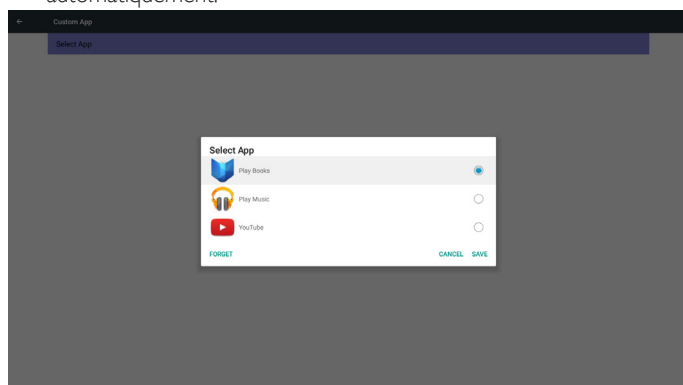 automatiquement.
Custom App
Select App
Select App
Play Books
Play Music
YouTube
FORGET CANCEL SAVE